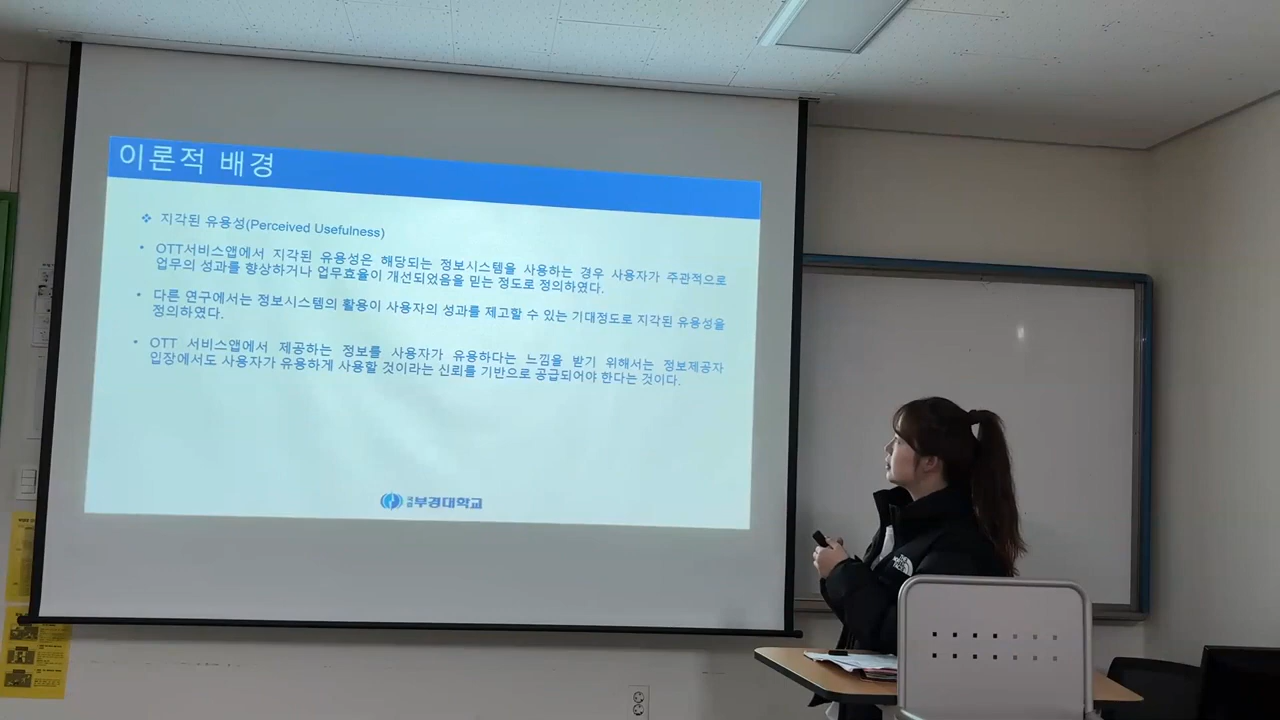 이론적 배경
❖ 지각된 유용성(Perceived Usefulness)
• OTT서비스앱에서 지각된 유용성은 해당되는 정보시스템을 사용하는 경우 사용자가 주관적으로
업무의 성과를 향상하거나 업무효율이 개선되었음을 믿는 정도로 정의하였다.
• 다른 연구에서는 정보시스템의 활용이 사용자의 성과를 제고할 수 있는 기대정도로 지각된 유용성을
정의하였다.
• OTT 서비스앱에서 제공하는 정보를 사용자가 유용하다는 느낌을 받기 위해서는 정보제공자
입장에서도 사용자가 유용하게 사용할 것이라는 신뢰를 기반으로 공급되어야 한다는 것이다.
국립 부경대학교
THE
NORTH
FACE